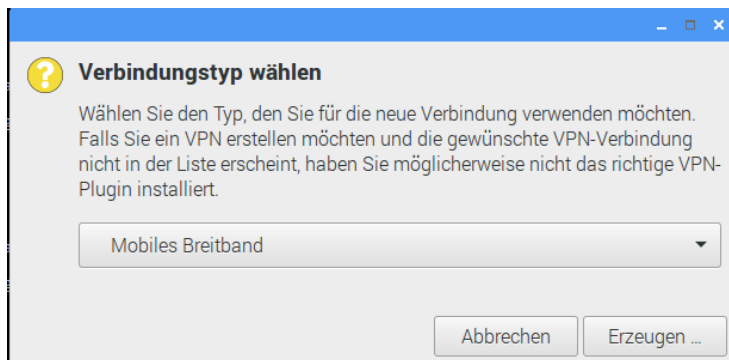 Verbindungstyp wählen
Wählen Sie den Typ, den Sie für die neue Verbindung verwenden möchten.
Falls Sie ein VPN erstellen möchten und die gewünschte VPN-Verbindung
nicht in der Liste erscheint, haben Sie möglicherweise nicht das richtige VPN-
Plugin installiert.
Mobiles Breitband
Abbrechen
Erzeugen ...